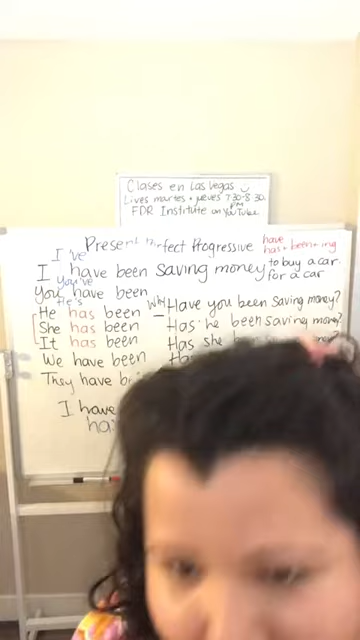 Clases en Las Vegas
Lives martes + jueves 7:30-8:30
PM
FDR Institute on YouTube
Present Perfect Progressive have
has + been + ing
I've
I have been saving money to buy a car.
for a car
You've
You have been
He's
He has been Why Have you been saving money?
She has been Has he been saving money?
It has been Has she been
We have been Has
They have
I have